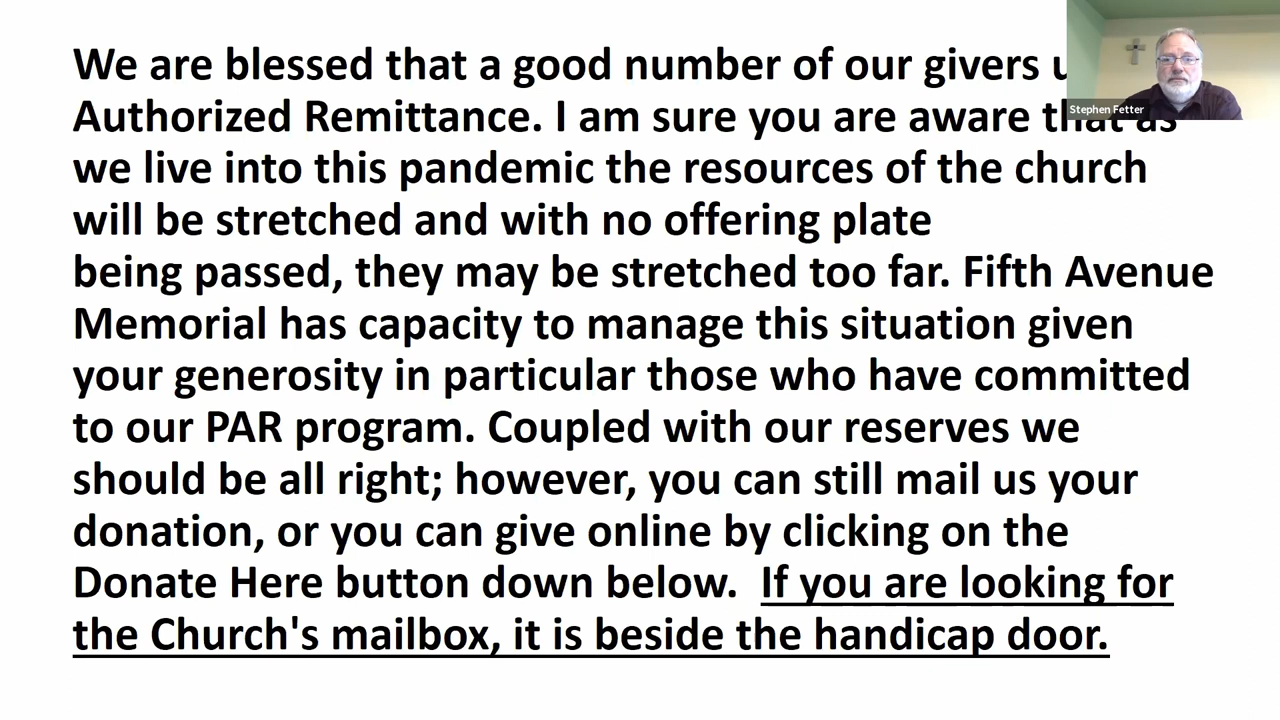 We are blessed that a good number of our givers
Authorized Remittance. I am sure you are aware that as
we live into this pandemic the resources of the church
will be stretched and with no offering plate
being passed, they may be stretched too far. Fifth Avenue
Memorial has capacity to manage this situation given
your generosity in particular those who have committed
to our PAR program. Coupled with our reserves we
should be all right; however, you can still mail us your
donation, or you can give online by clicking on the
Donate Here button down below. If you are looking for
the Church's mailbox, it is beside the handicap door.
Stephen Fetter